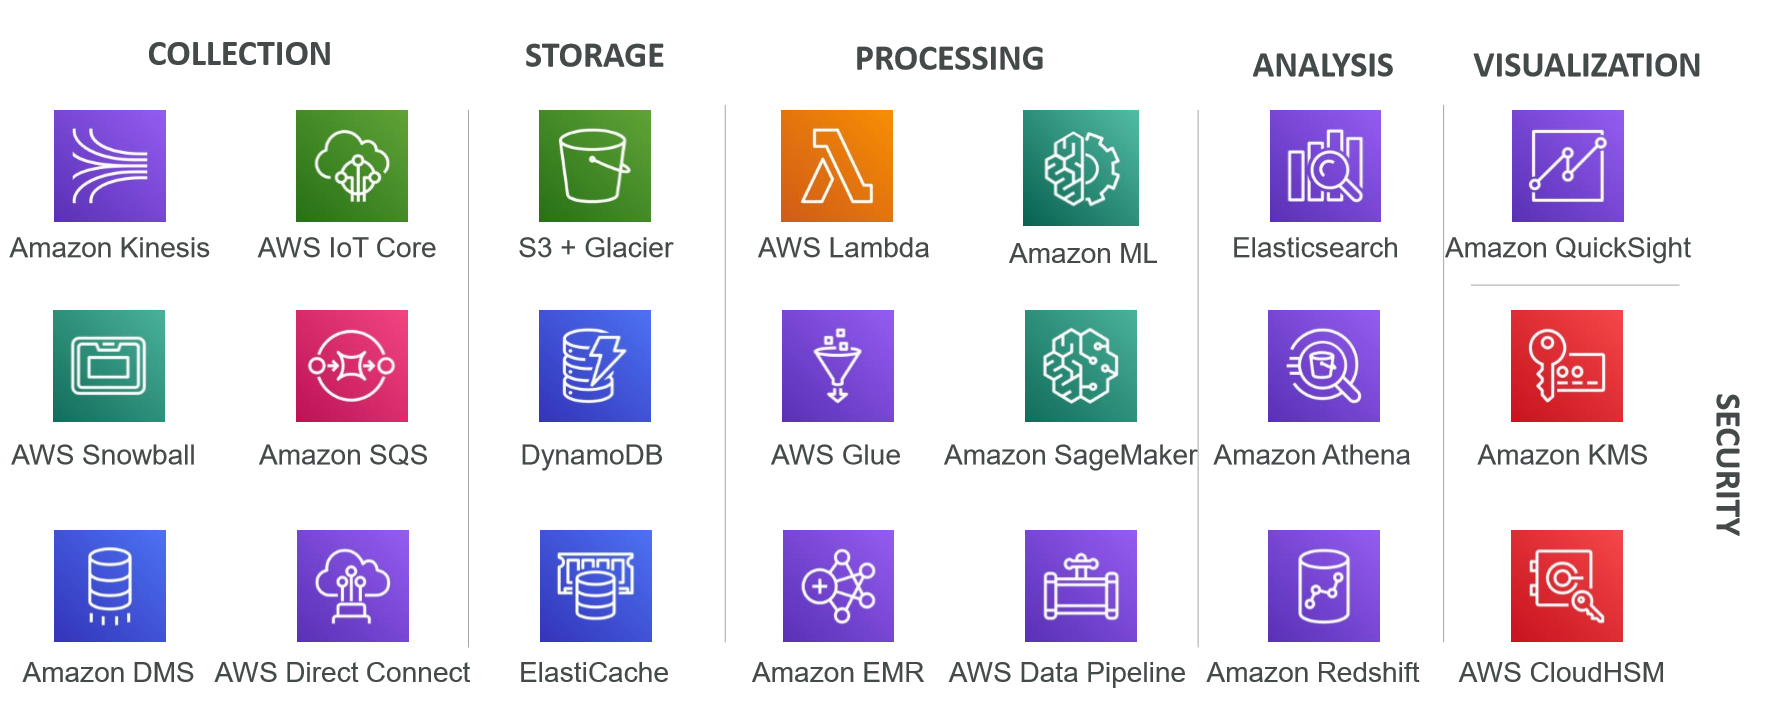 COLLECTION
STORAGE
PROCESSING
ANALYSIS
VISUALIZATION
Amazon Kinesis
AWS IoT Core
S3 + Glacier
AWS Lambda
Amazon ML
Elasticsearch
Amazon QuickSight
AWS Snowball
Amazon SQS
DynamoDB
AWS Glue
Amazon SageMaker
Amazon Athena
Amazon KMS
SECURITY
Amazon DMS
AWS Direct Connect
ElastiCache
Amazon EMR
AWS Data Pipeline
Amazon Redshift
AWS CloudHSM